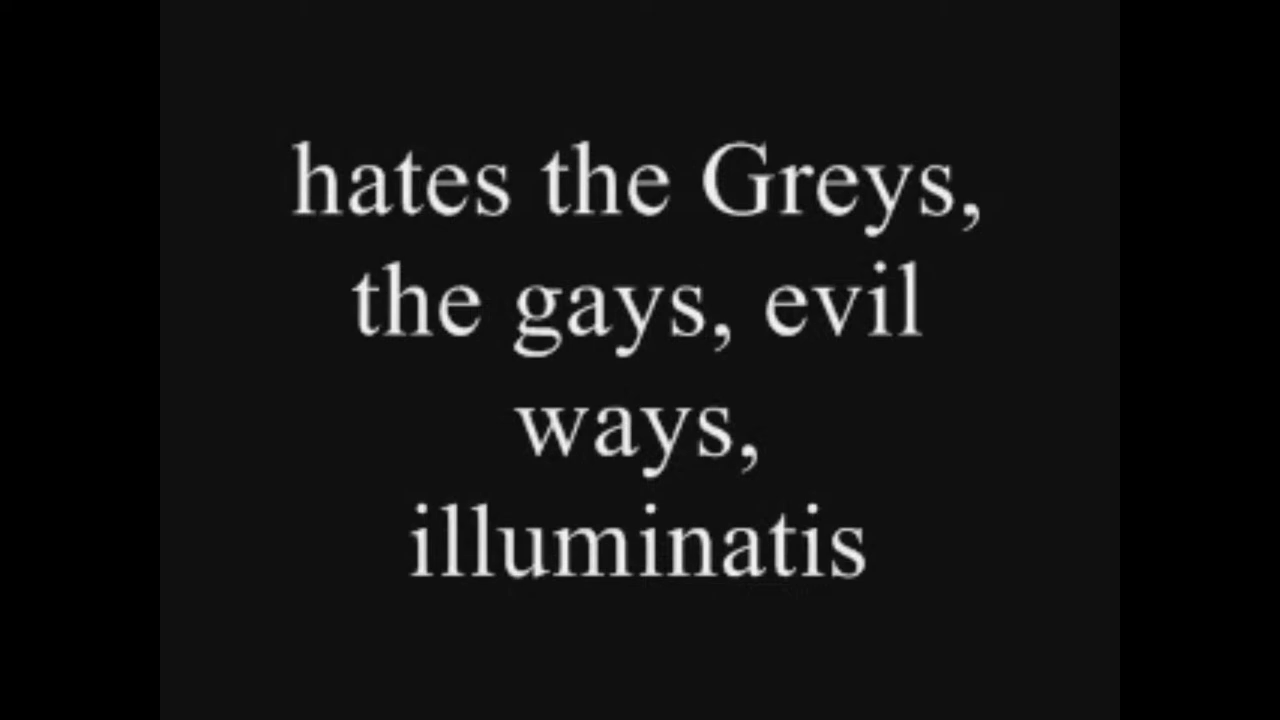 hates the Greys,
the gays, evil
ways,
illuminatis